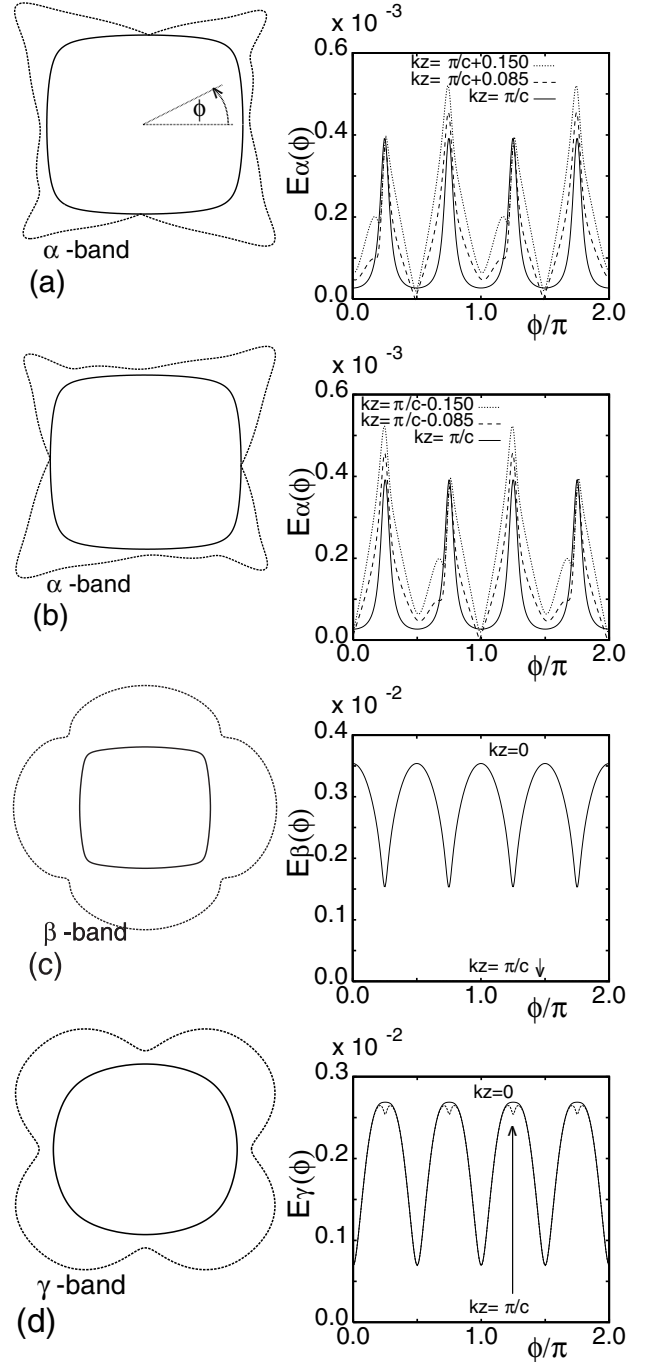 x 10 -3
0.6
kz= π/c+0.150
kz= π/c+0.085
kz= π/c
0.4
Eα(ϕ)
0.2
0.0
0.0 1.0 2.0
ϕ/π
ϕ
α -band
(a)
x 10 -3
0.6
kz= π/c-0.150
kz= π/c-0.085
kz= π/c
0.4
Eα(ϕ)
0.2
0.0
0.0 1.0 2.0
ϕ/π
α -band
(b)
x 10 -2
0.4
kz=0
0.3
Eβ(ϕ)
0.2
0.1
kz= π/c
0.0
0.0 1.0 2.0
ϕ/π
β -band
(c)
x 10 -2
0.3
kz=0
0.2
Eγ(ϕ)
0.1
kz= π/c
0.0
0.0 1.0 2.0
ϕ/π
γ -band
(d)